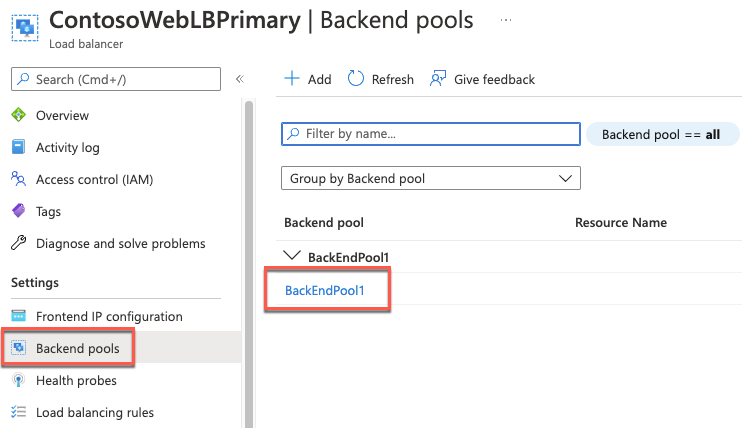 ContosoWebLBPrimary | Backend pools ...
Load balancer
Search (Cmd+/)
«
Overview
Activity log
Access control (IAM)
Tags
Diagnose and solve problems
Settings
Frontend IP configuration
Backend pools
Health probes
Load balancing rules
Add Refresh Give feedback
Filter by name...
Backend pool == all
Group by Backend pool
Backend pool Resource Name
BackEndPool1
BackEndPool1